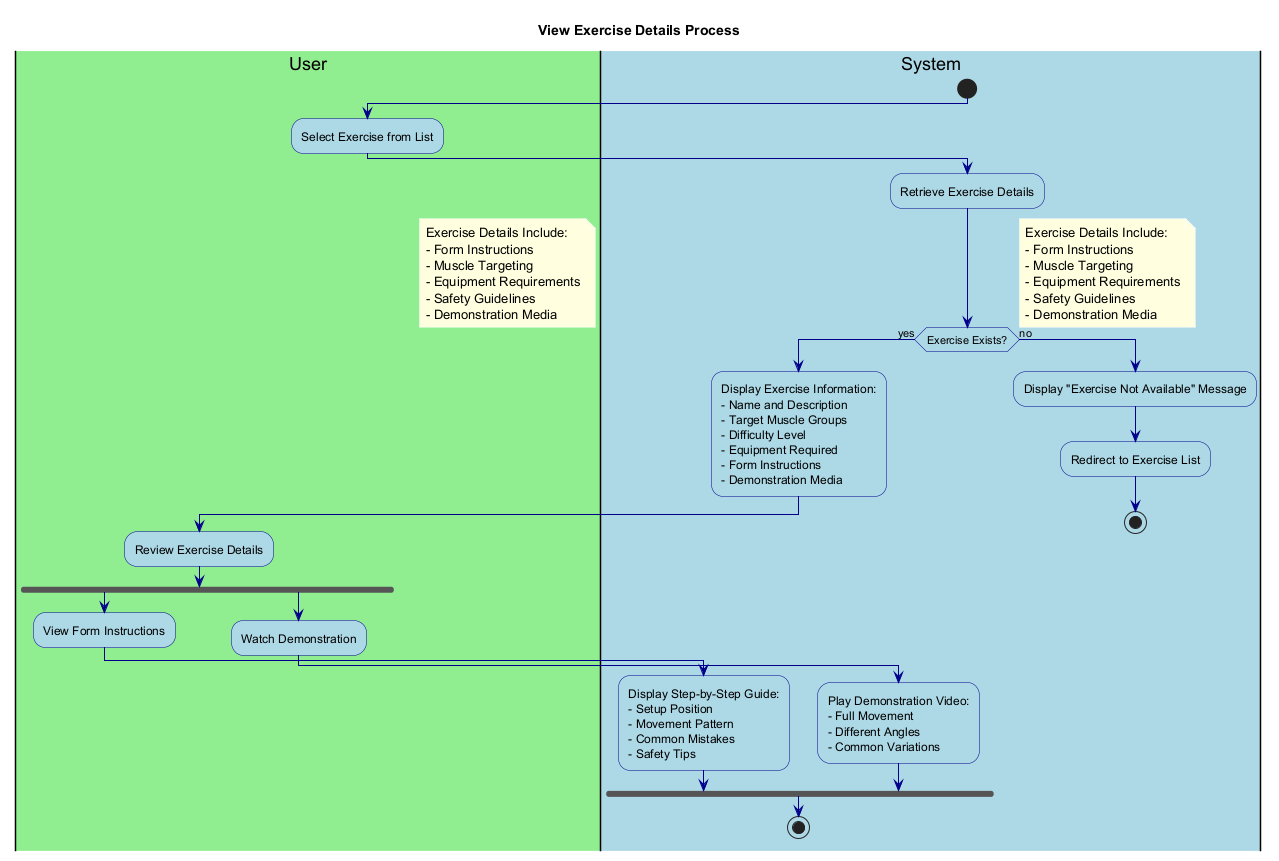 View Exercise Details Process
User
System
Select Exercise from List
Retrieve Exercise Details
Exercise Details Include:
- Form Instructions
- Muscle Targeting
- Equipment Requirements
- Safety Guidelines
- Demonstration Media
Exercise Details Include:
- Form Instructions
- Muscle Targeting
- Equipment Requirements
- Safety Guidelines
- Demonstration Media
yes
Exercise Exists?
no
Display Exercise Information:
- Name and Description
- Target Muscle Groups
- Difficulty Level
- Equipment Required
- Form Instructions
- Demonstration Media
Display "Exercise Not Available" Message
Redirect to Exercise List
Review Exercise Details
View Form Instructions
Watch Demonstration
Display Step-by-Step Guide:
- Setup Position
- Movement Pattern
- Common Mistakes
- Safety Tips
Play Demonstration Video:
- Full Movement
- Different Angles
- Common Variations